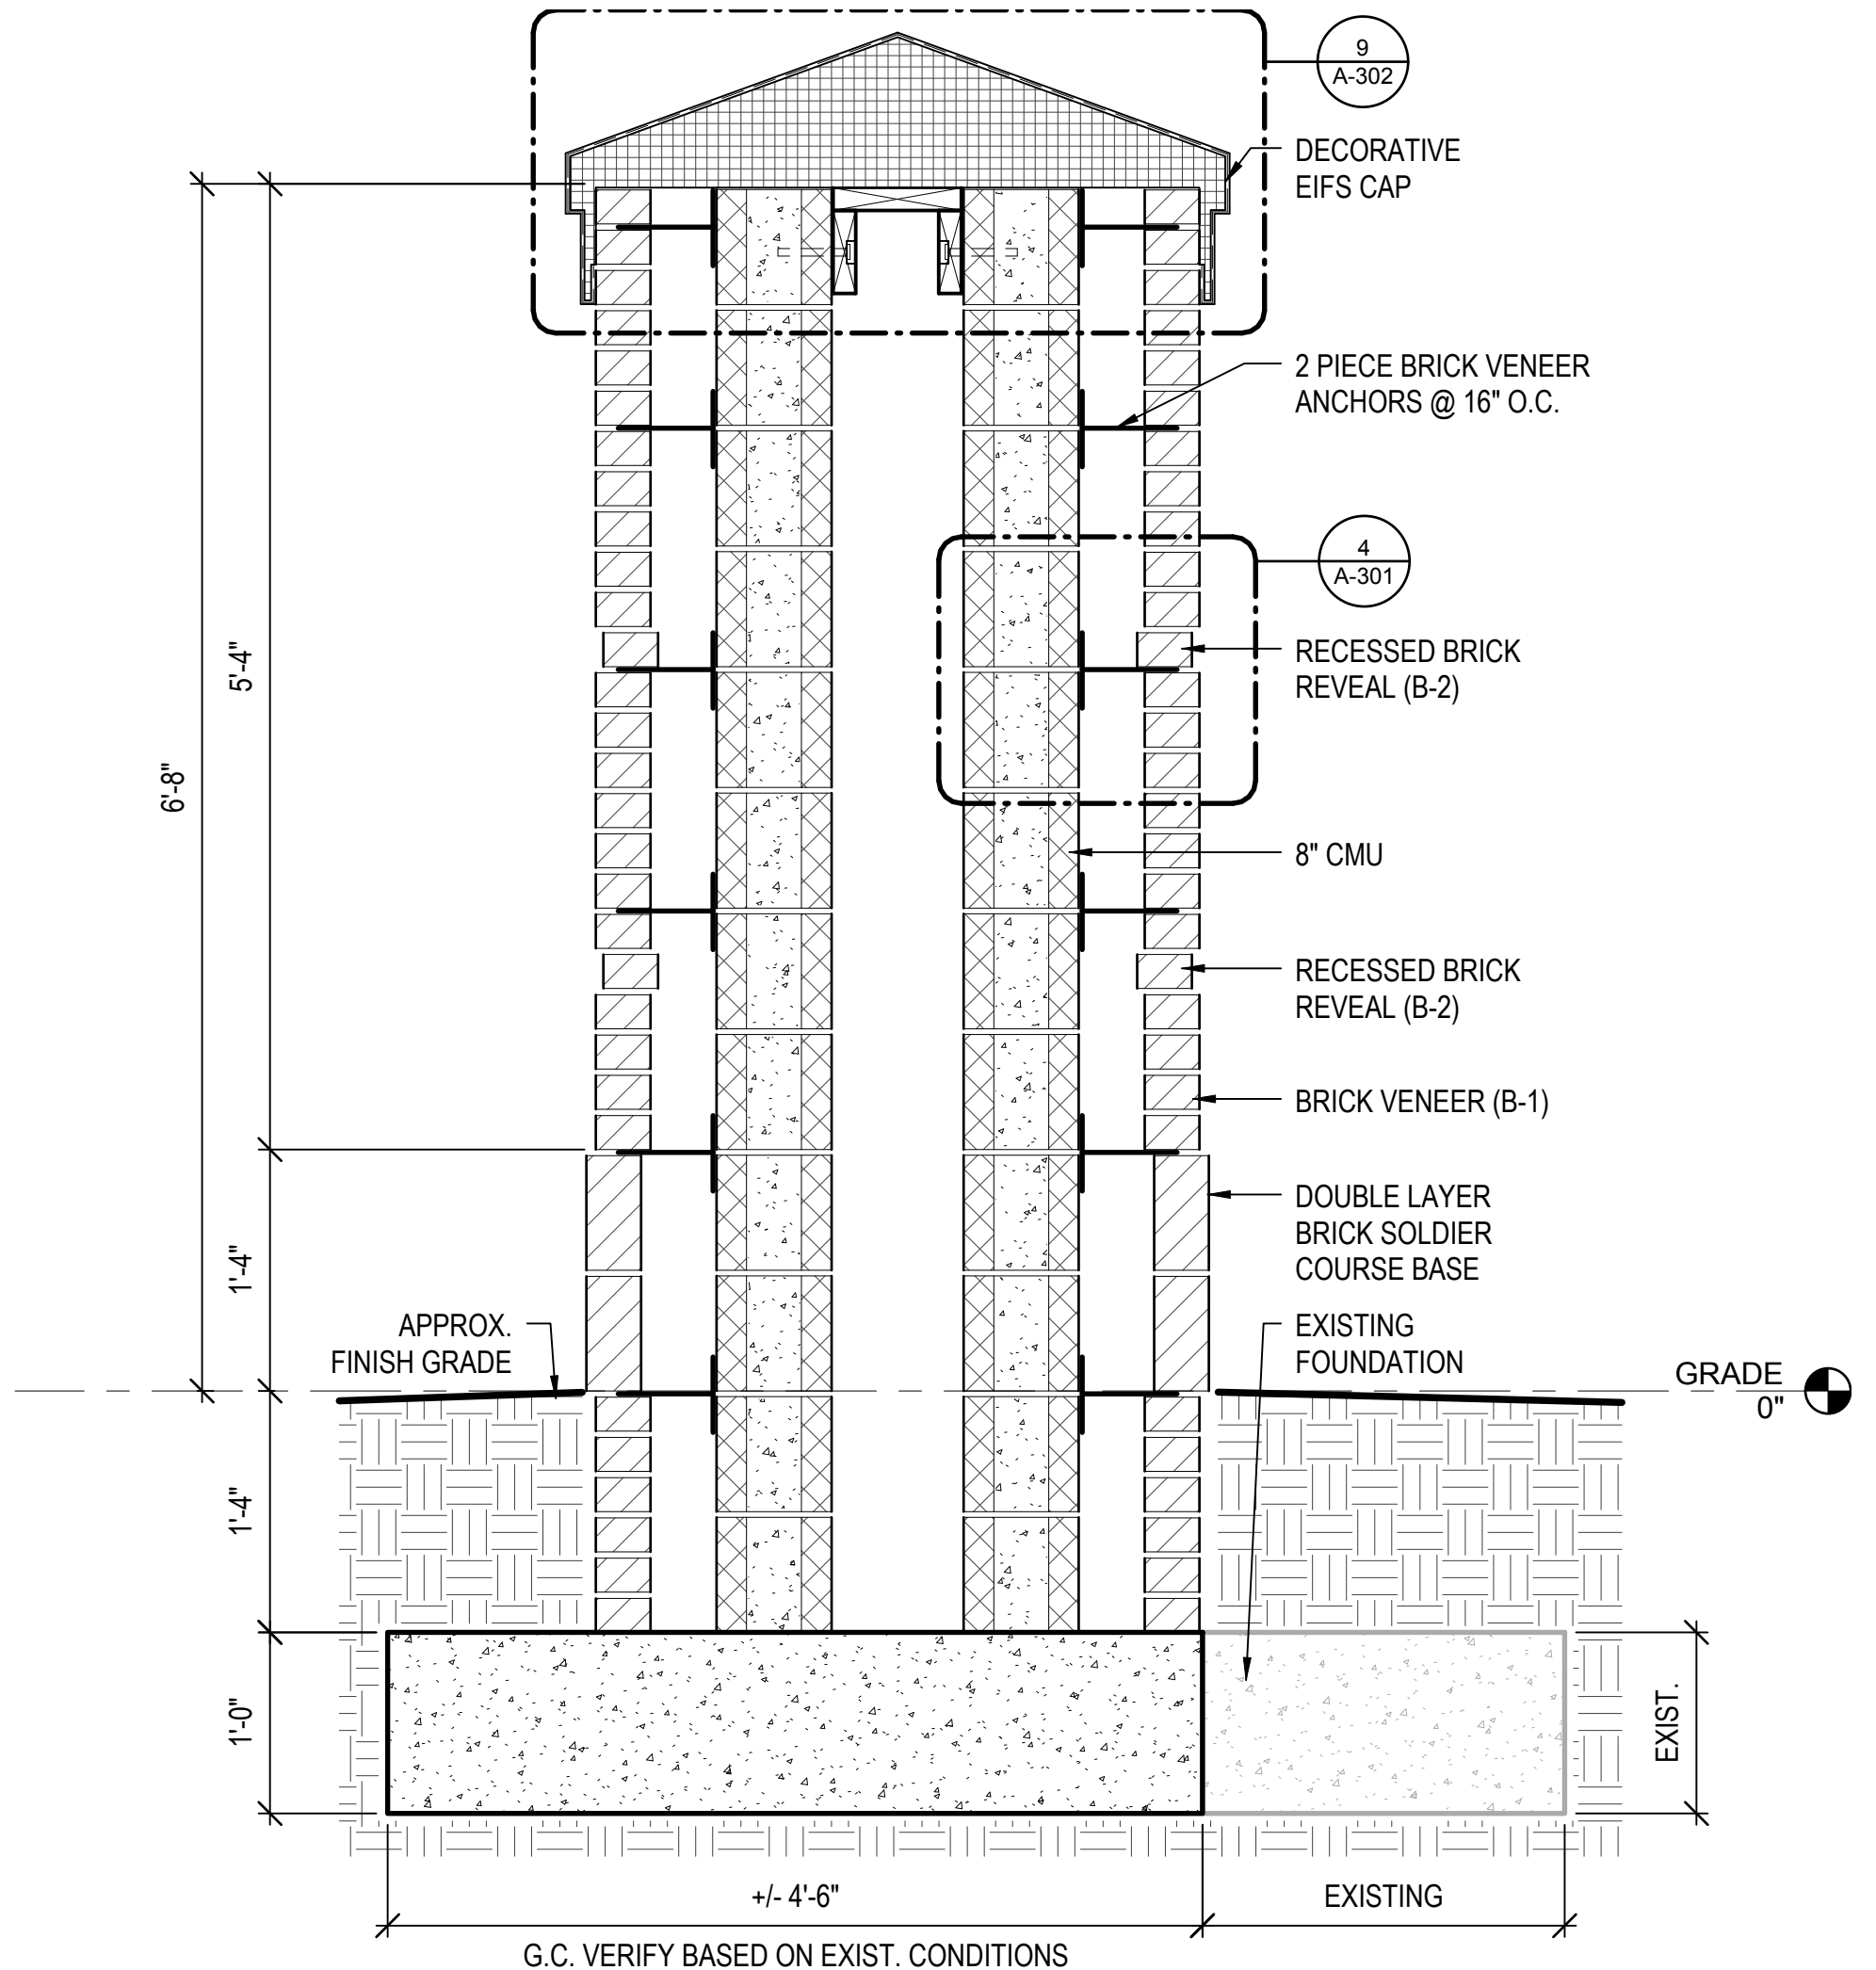 9
A-302
DECORATIVE
EIFS CAP
2 PIECE BRICK VENEER
ANCHORS @ 16" O.C.
4
A-301
RECESSED BRICK
REVEAL (B-2)
5'-4"
6'-8"
8" CMU
RECESSED BRICK
REVEAL (B-2)
BRICK VENEER (B-1)
DOUBLE LAYER
BRICK SOLDIER
COURSE BASE
1'-4"
APPROX.
FINISH GRADE
EXISTING
FOUNDATION
GRADE
0"
1'-4"
1'-0"
EXIST.
+/- 4'-6"
EXISTING
G.C. VERIFY BASED ON EXIST. CONDITIONS